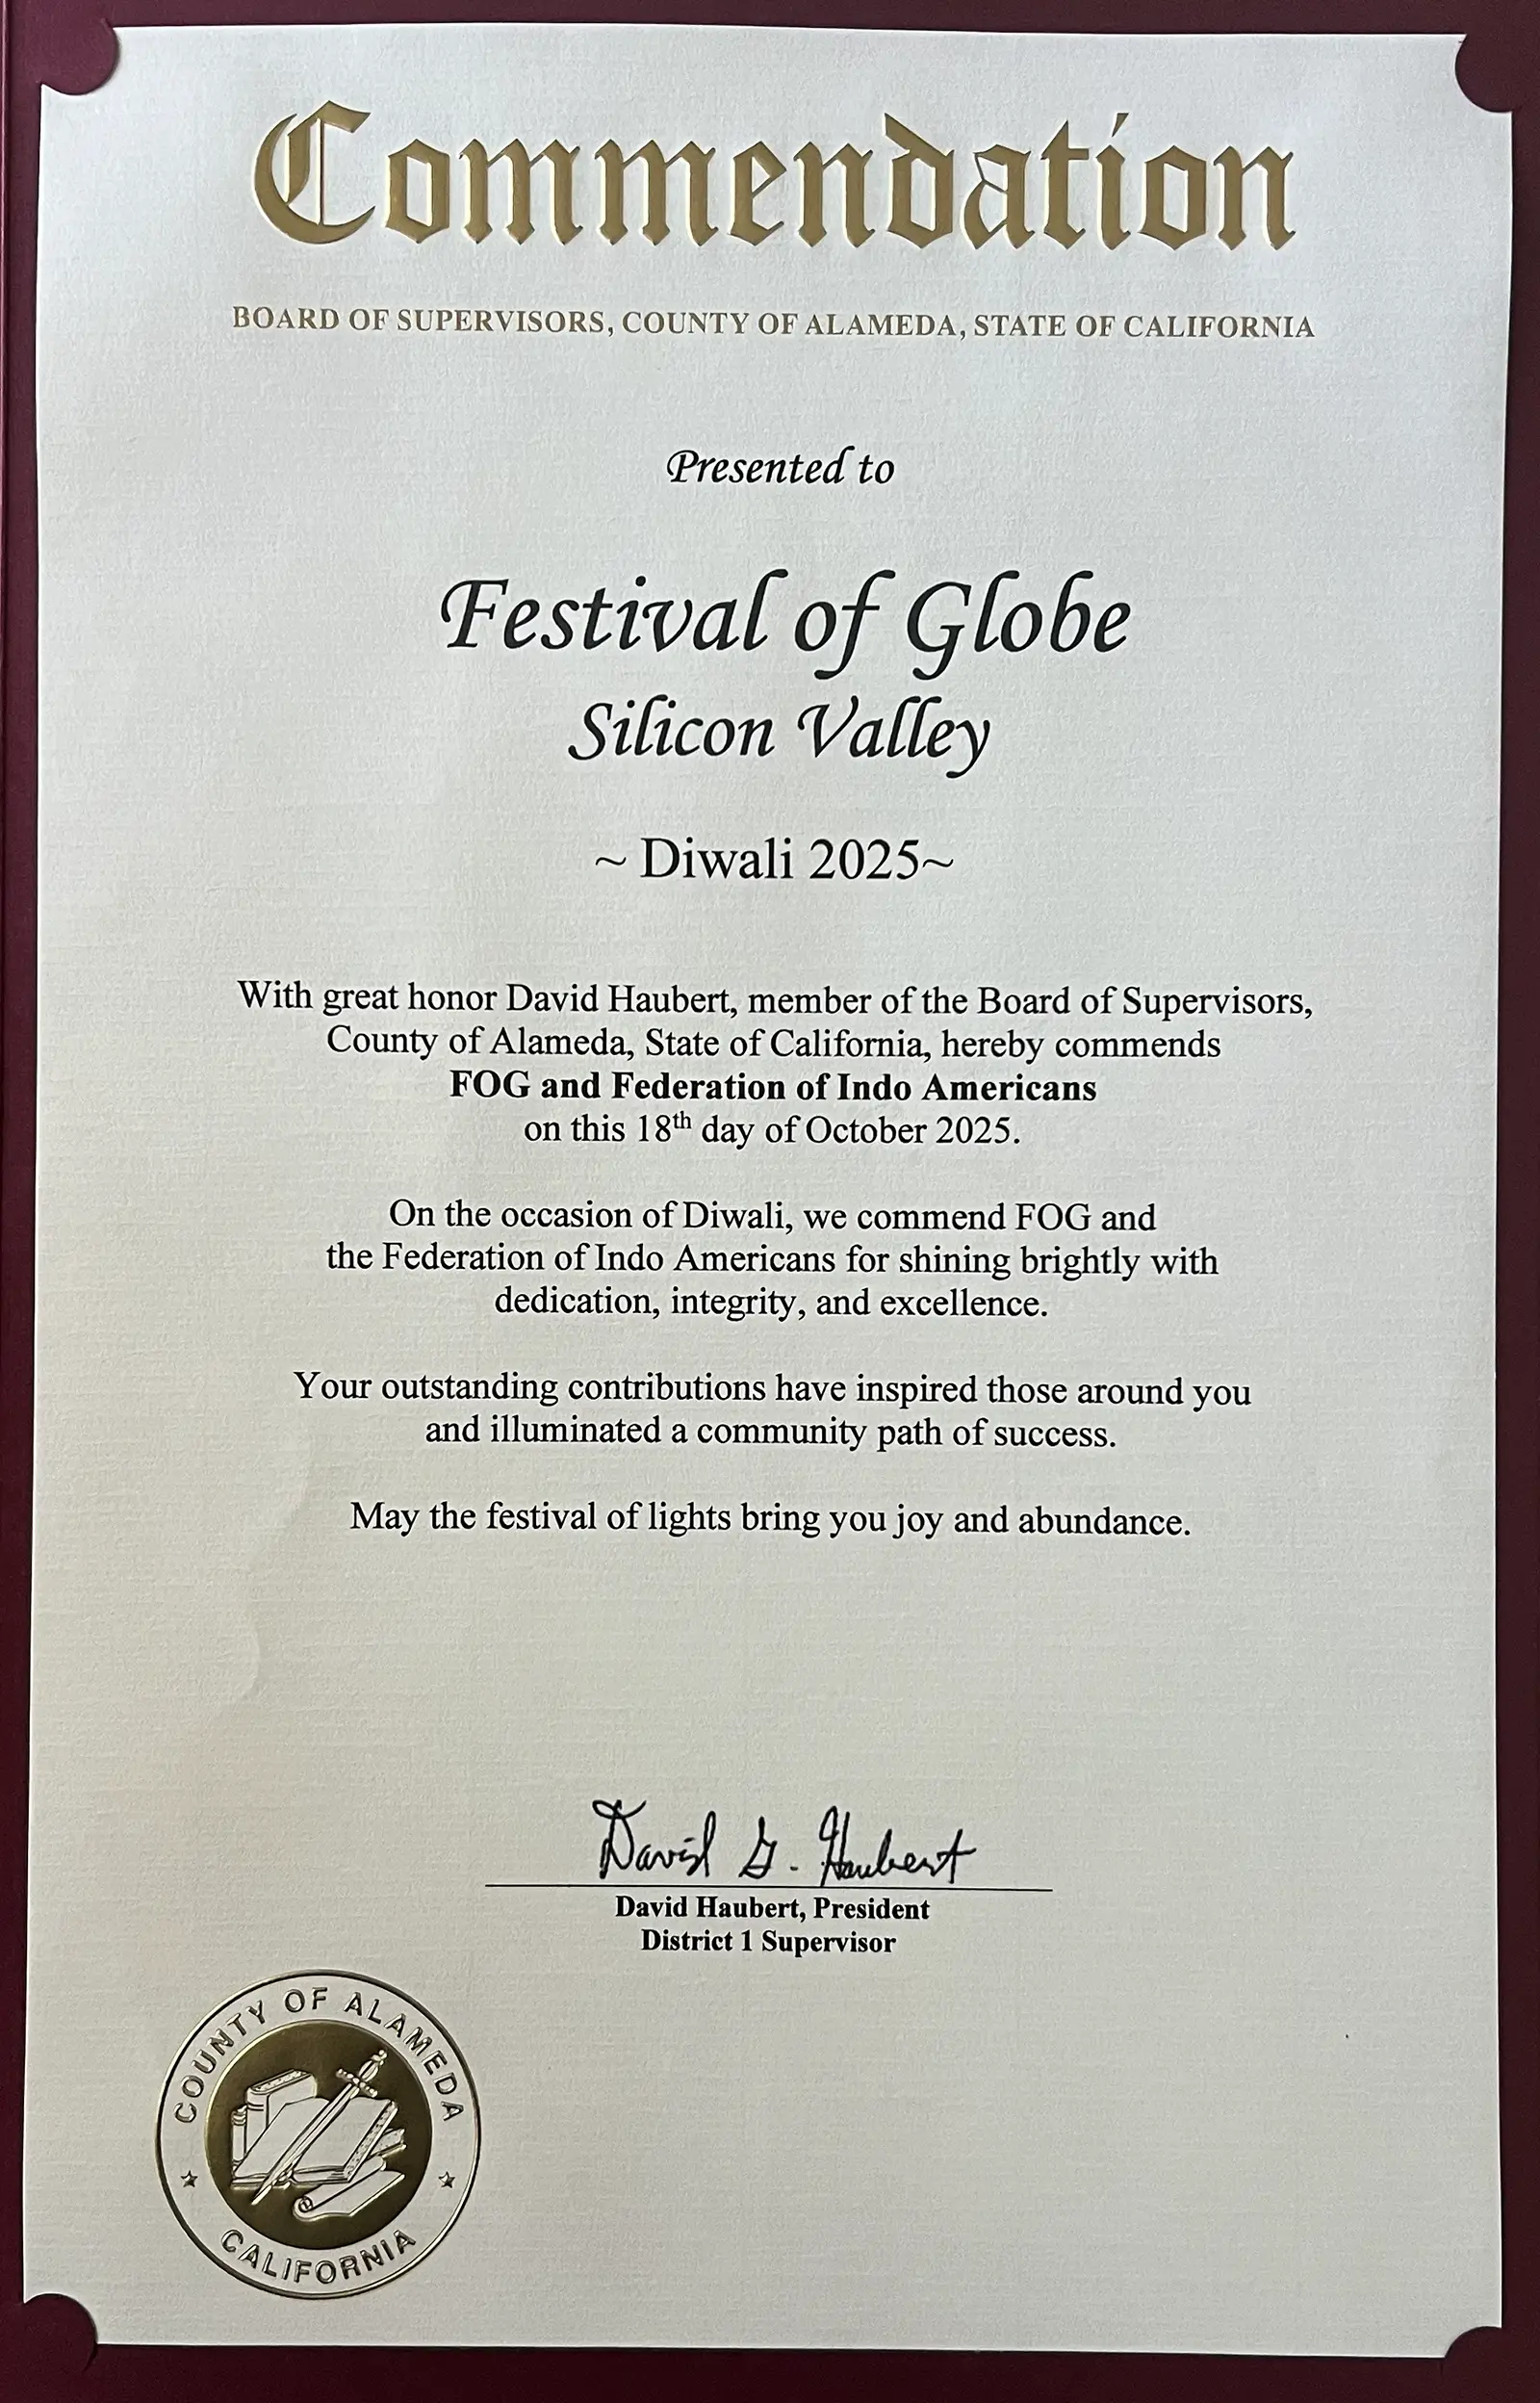 Commendation
BOARD OF SUPERVISORS, COUNTY OF ALAMEDA, STATE OF CALIFORNIA
Presented to
Festival of Globe
Silicon Valley
~ Diwali 2025~
With great honor David Haubert, member of the Board of Supervisors,
County of Alameda, State of California, hereby commends
FOG and Federation of Indo Americans
on this 18th day of October 2025.
On the occasion of Diwali, we commend FOG and
the Federation of Indo Americans for shining brightly with
dedication, integrity, and excellence.
Your outstanding contributions have inspired those around you
and illuminated a community path of success.
May the festival of lights bring you joy and abundance.
David G. Haubert
David Haubert, President
District 1 Supervisor
COUNTY OF ALAMEDA
CALIFORNIA